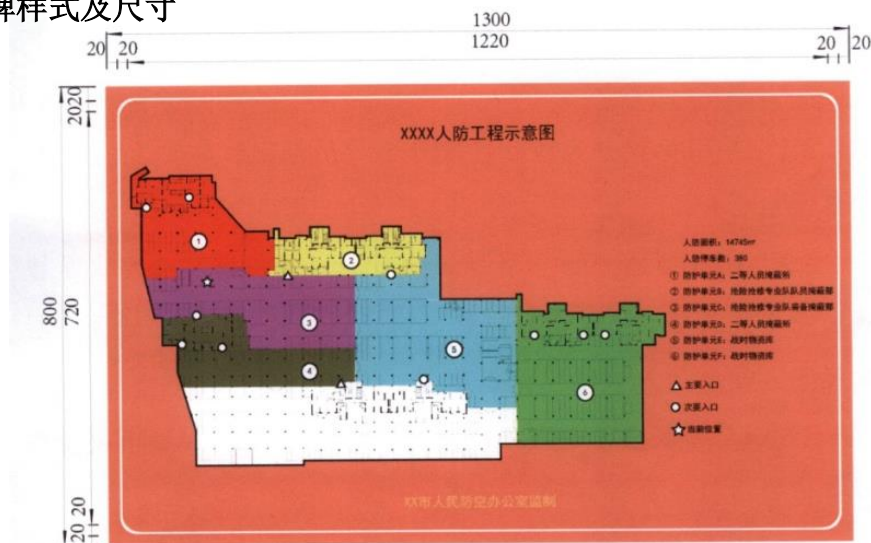 牌样式及尺寸
1300
20 20 1220 20 20
2020
XXXX人防工程示意图
人防面积：14745㎡
人防停车数：380
① 防护单元A：二等人员掩蔽所
② 防护单元B：抢险抢修专业队队员掩蔽部
③ 防护单元C：抢险抢修专业队装备掩蔽部
④ 防护单元D：二等人员掩蔽所
⑤ 防护单元E：战时物资库
⑥ 防护单元F：战时物资库
△ 主要入口
○ 次要入口
☆ 当前位置
1
2
3
4
5
6
800
720
20 20
XX市人民防空办公室监制